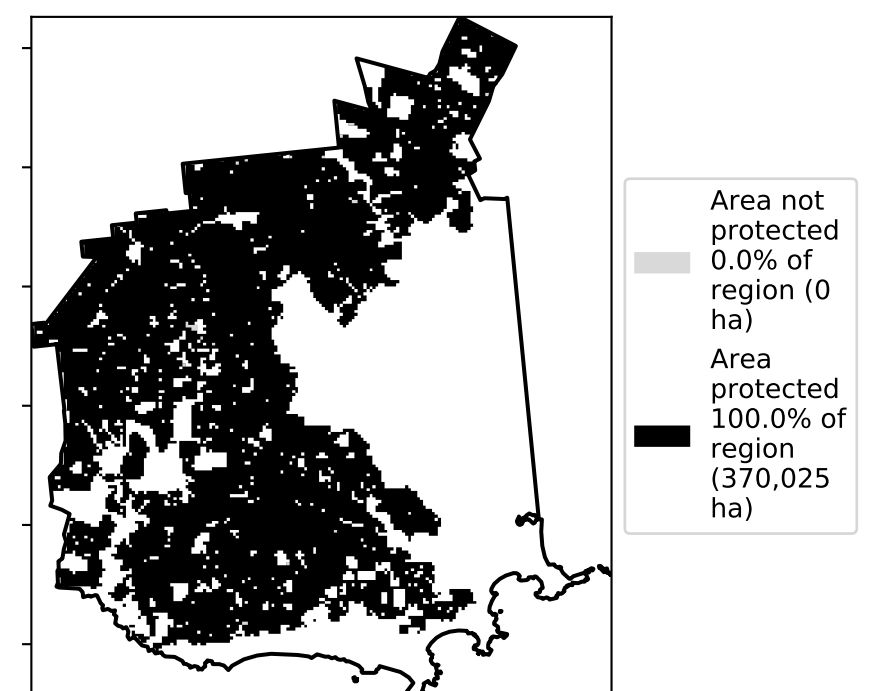 Area not
protected
0.0% of
region (0
ha)
Area
protected
100.0% of
region
(370,025
ha)